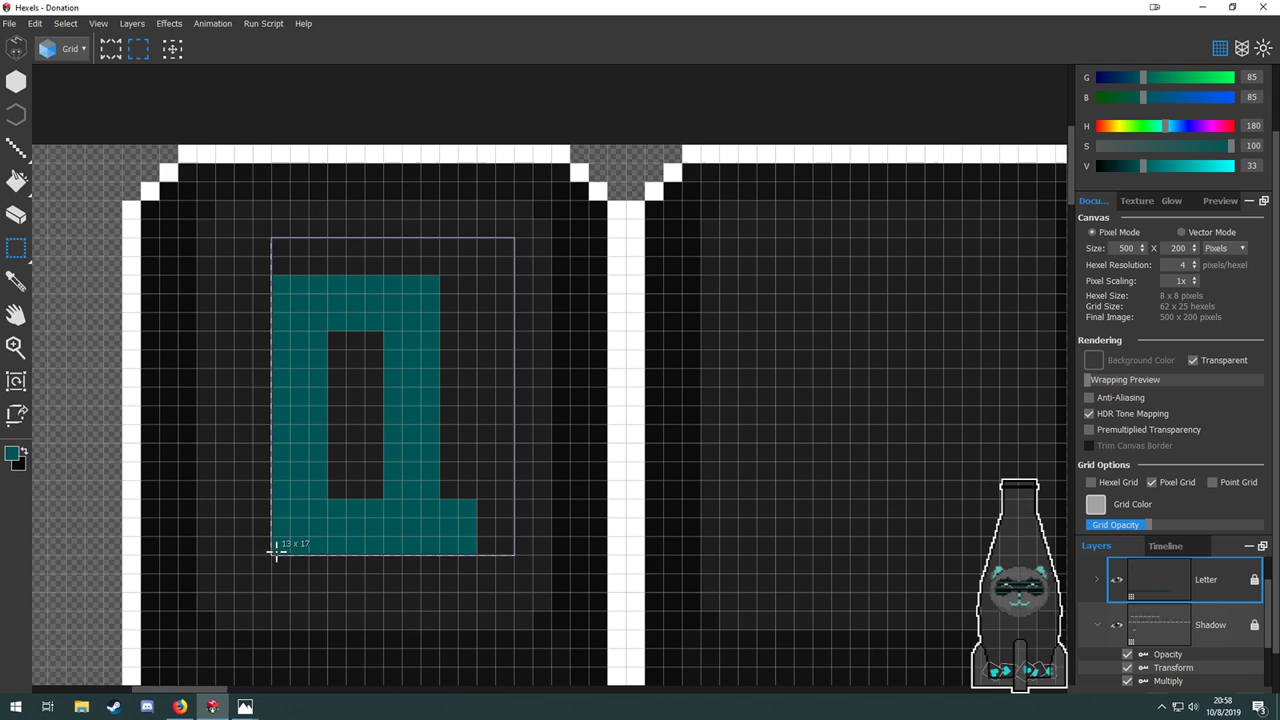 Hexels - Donation
File Edit Select View Layers Effects Animation Run Script Help
Grid
G 85
B 85
H 180
S 100
V 33
Docu... Texture Glow Preview
Canvas
Pixel Mode Vector Mode
Size: 500 X 200 Pixels
Hexel Resolution: 4 pixels/hexel
Pixel Scaling: 1x
Hexel Size: 8 x 8 pixels
Grid Size: 62 x 25 hexels
Final Image: 500 x 200 pixels
Rendering
Background Color Transparent
Wrapping Preview
Anti-Aliasing
HDR Tone Mapping
Premultiplied Transparency
Trim Canvas Border
Grid Options
Hexel Grid Pixel Grid Point Grid
Grid Color
Grid Opacity
13 x 17
Layers Timeline
Letter
Shadow
Opacity
Transform
Multiply
20:58
10/8/2019
3